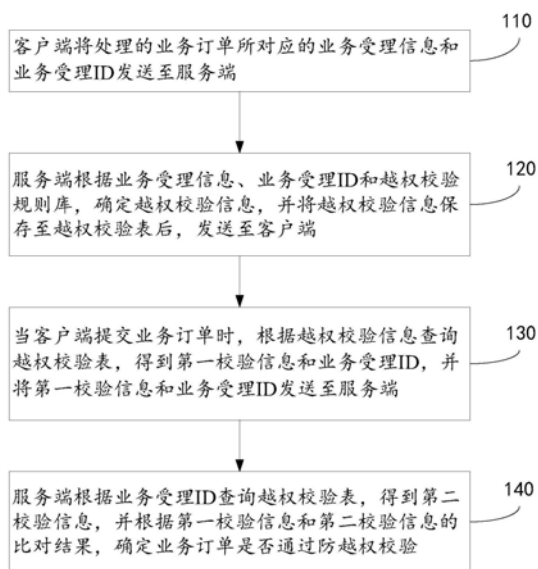 110
客户端将处理的业务订单所对应的业务受理信息和
业务受理ID发送至服务端
120
服务端根据业务受理信息、业务受理ID和越权校验
规则库，确定越权校验信息，并将越权校验信息保
存至越权校验表后，发送至客户端
130
当客户端提交业务订单时，根据越权校验信息查询
越权校验表，得到第一校验信息和业务受理ID，并
将第一校验信息和业务受理ID发送至服务端
140
服务端根据业务受理ID查询越权校验表，得到第二
校验信息，并根据第一校验信息和第二校验信息的
比对结果，确定业务订单是否通过防越权校验